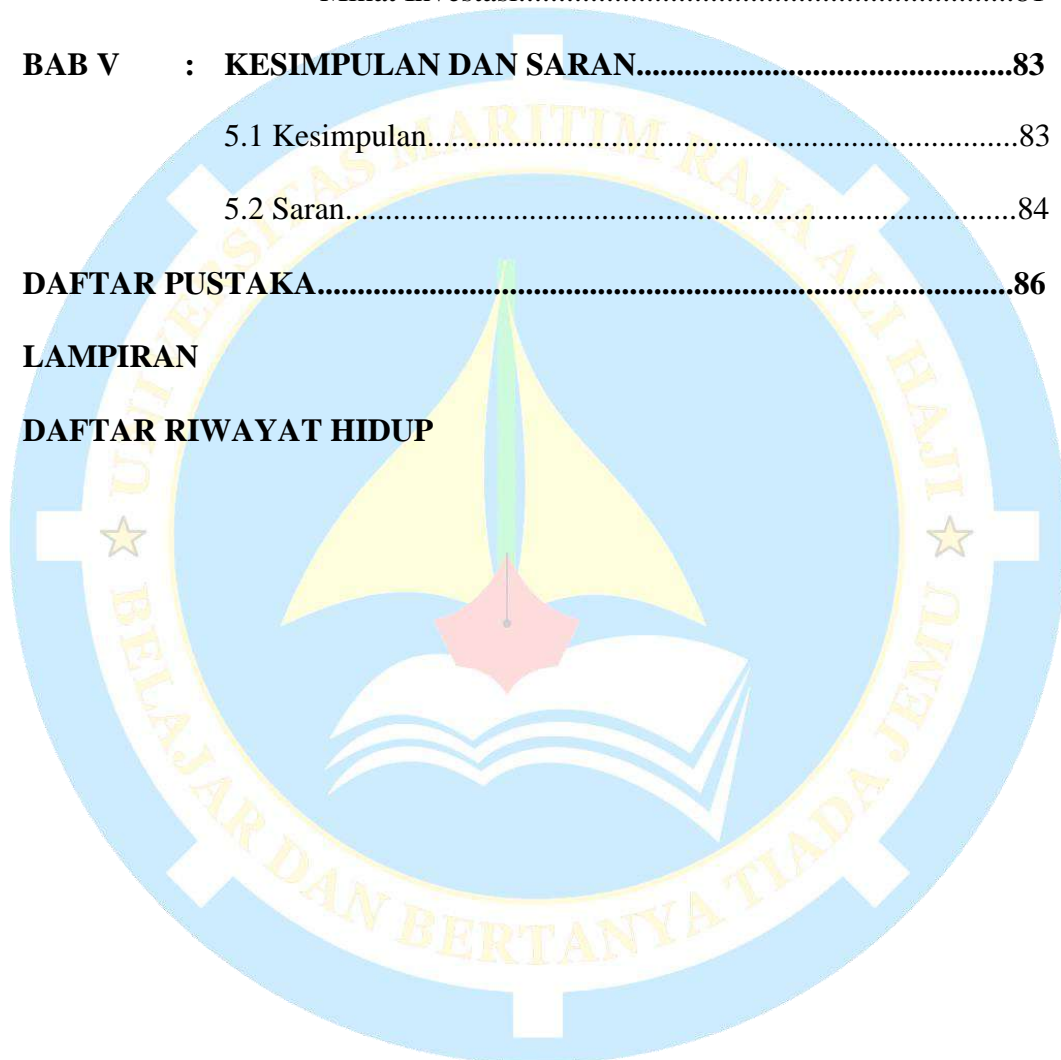 BAB V : KESIMPULAN DAN SARAN...............................................83
5.1 Kesimpulan..........................................................................83
5.2 Saran....................................................................................84
DAFTAR PUSTAKA.......................................................................................86
LAMPIRAN
DAFTAR RIWAYAT HIDUP
UNIVERSITAS MARITIM RAJA ALI HAJI
BELAJAR DAN BERTANYA TIADA JEMU